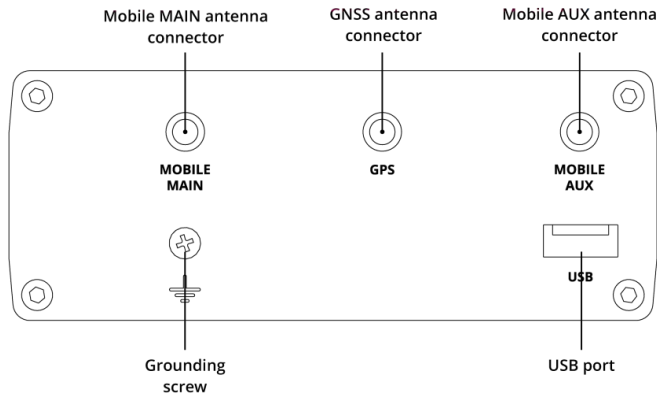 Mobile MAIN antenna
connector
GNSS antenna
connector
Mobile AUX antenna
connector
MOBILE
MAIN
GPS
MOBILE
AUX
USB
Grounding
screw
USB port